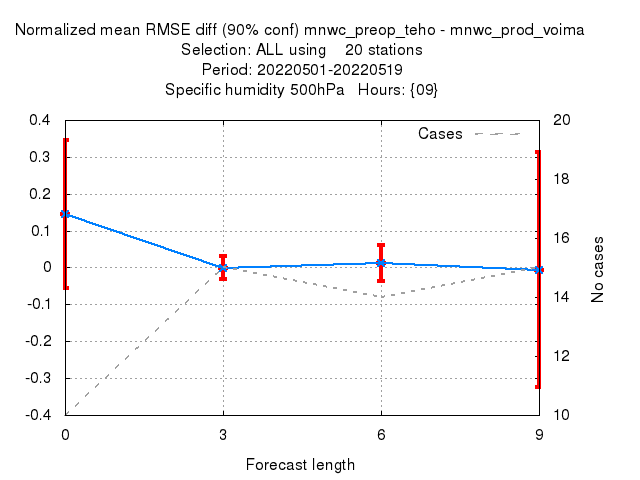 Normalized mean RMSE diff (90% conf) mnwc_preop_teho - mnwc_prod_voima
Selection: ALL using    20 stations
Period: 20220501-20220519
Specific humidity 500hPa   Hours: {09}
Cases
0.4
0.3
0.2
0.1
0
-0.1
-0.2
-0.3
-0.4
20
18
16
14
12
10
No cases
0 3 6 9
Forecast length